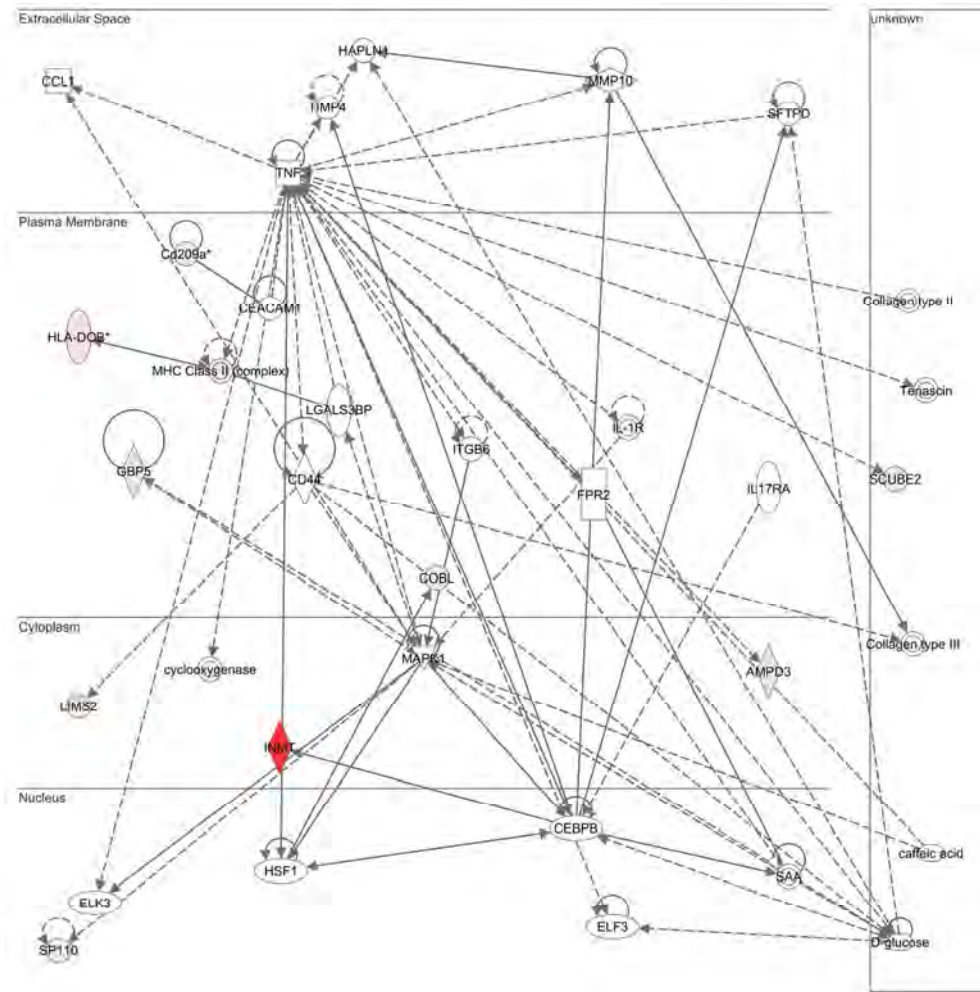 Extracellular Space
unknown
HAPLN1
CCL1
MMP10
TIMP4
SFTPD
TNF
Plasma Membrane
Cd209a*
CEACAM1
Collagen type II
HLA-DQB*
MHC Class II (complex)
Tenascin
LGALS3BP
IL-1R
ITGB6
GBP5
CD44
SCUBE2
FPR2
IL17RA
COBL
Cytoplasm
Collagen type III
MAPK1
cyclooxygenase
AMPD3
LIMS2
INMT
Nucleus
CEBPB
caffeic acid
HSF1
SAA
ELK3
ELF3
D-glucose
SP110